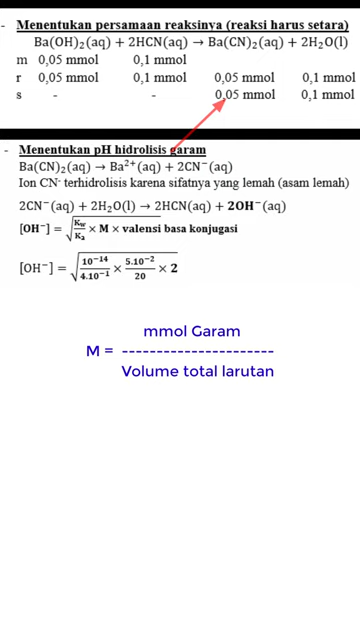 - Menentukan persamaan reaksinya (reaksi harus setara)
Ba(OH)₂(aq) + 2HCN(aq) → Ba(CN)₂(aq) + 2H₂O(l)
m 0,05 mmol 0,1 mmol
r 0,05 mmol 0,1 mmol 0,05 mmol 0,1 mmol
s - - 0,05 mmol 0,1 mmol
- Menentukan pH hidrolisis garam
Ba(CN)₂(aq) → Ba²⁺(aq) + 2CN⁻(aq)
Ion CN⁻ terhidrolisis karena sifatnya yang lemah (asam lemah)
2CN⁻(aq) + 2H₂O(l) → 2HCN(aq) + 2OH⁻(aq)
[OH⁻] = √(Kw/Ka × M × valensi basa konjugasi)
[OH⁻] = √(10⁻¹⁴/4.10⁻¹ × 5.10⁻²/20 × 2)
mmol Garam
M = ----------------------
Volume total larutan